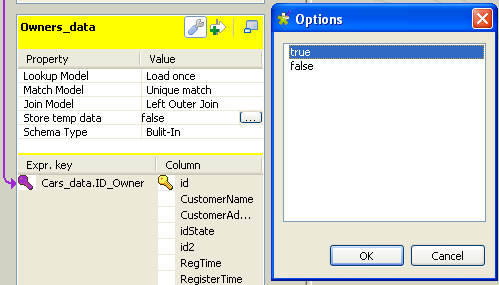 Owners_data
Property Value
Lookup Model Load once
Match Model Unique match
Join Model Left Outer Join
Store temp data false ...
Schema Type Bulit-In
Expr. key Column
Cars_data.ID_Owner id
CustomerName
CustomerAd...
idState
id2
RegTime
RegisterTime
Options
true
false
OK Cancel